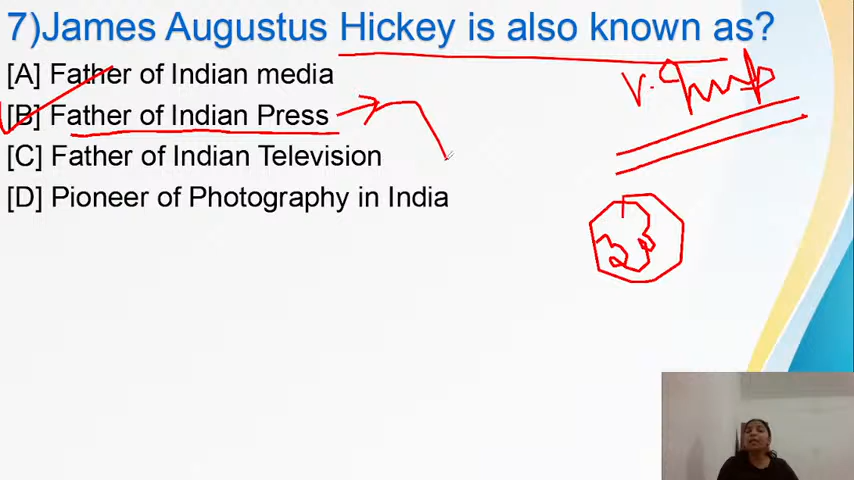 7)James Augustus Hickey is also known as?
[A] Father of Indian media
[B] Father of Indian Press
[C] Father of Indian Television
[D] Pioneer of Photography in India